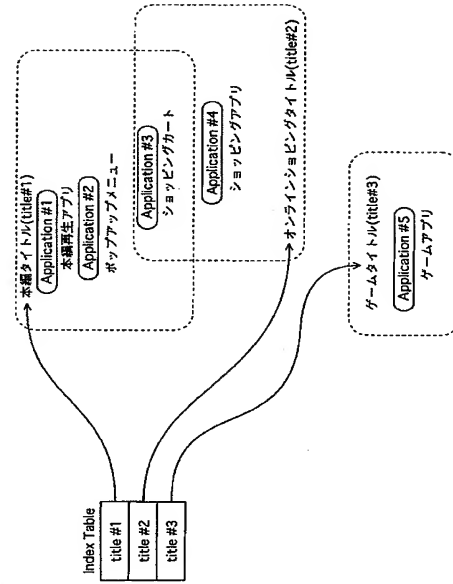 Index Table
title #1
title #2
title #3
本編タイトル(title#1)
Application #1
本編再生アプリ
Application #2
ポップアップメニュー
Application #3
ショッピングカート
Application #4
ショッピングアプリ
オンラインショッピングタイトル(title#2)
ゲームタイトル(title#3)
Application #5
ゲームアプリ